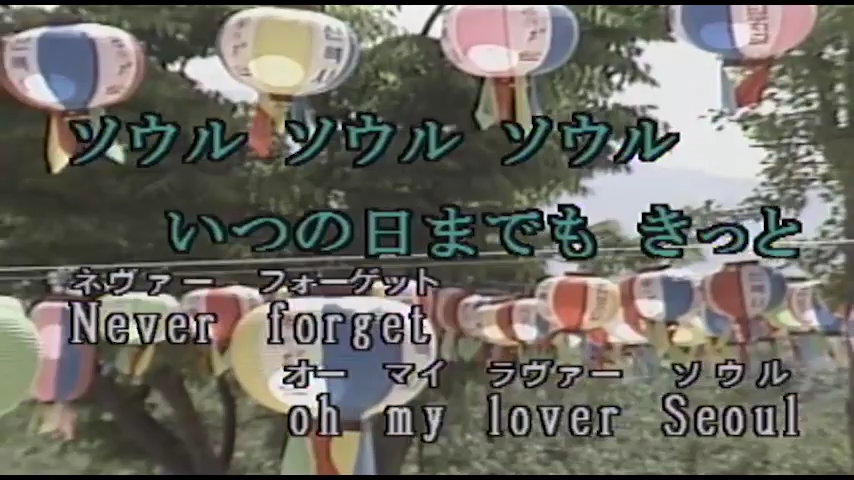 ソウル ソウル ソウル
いつの日までも きっと
ネヴァー フォーゲット
Never forget
オー マイ ラヴァー ソウル
oh my lover Seoul